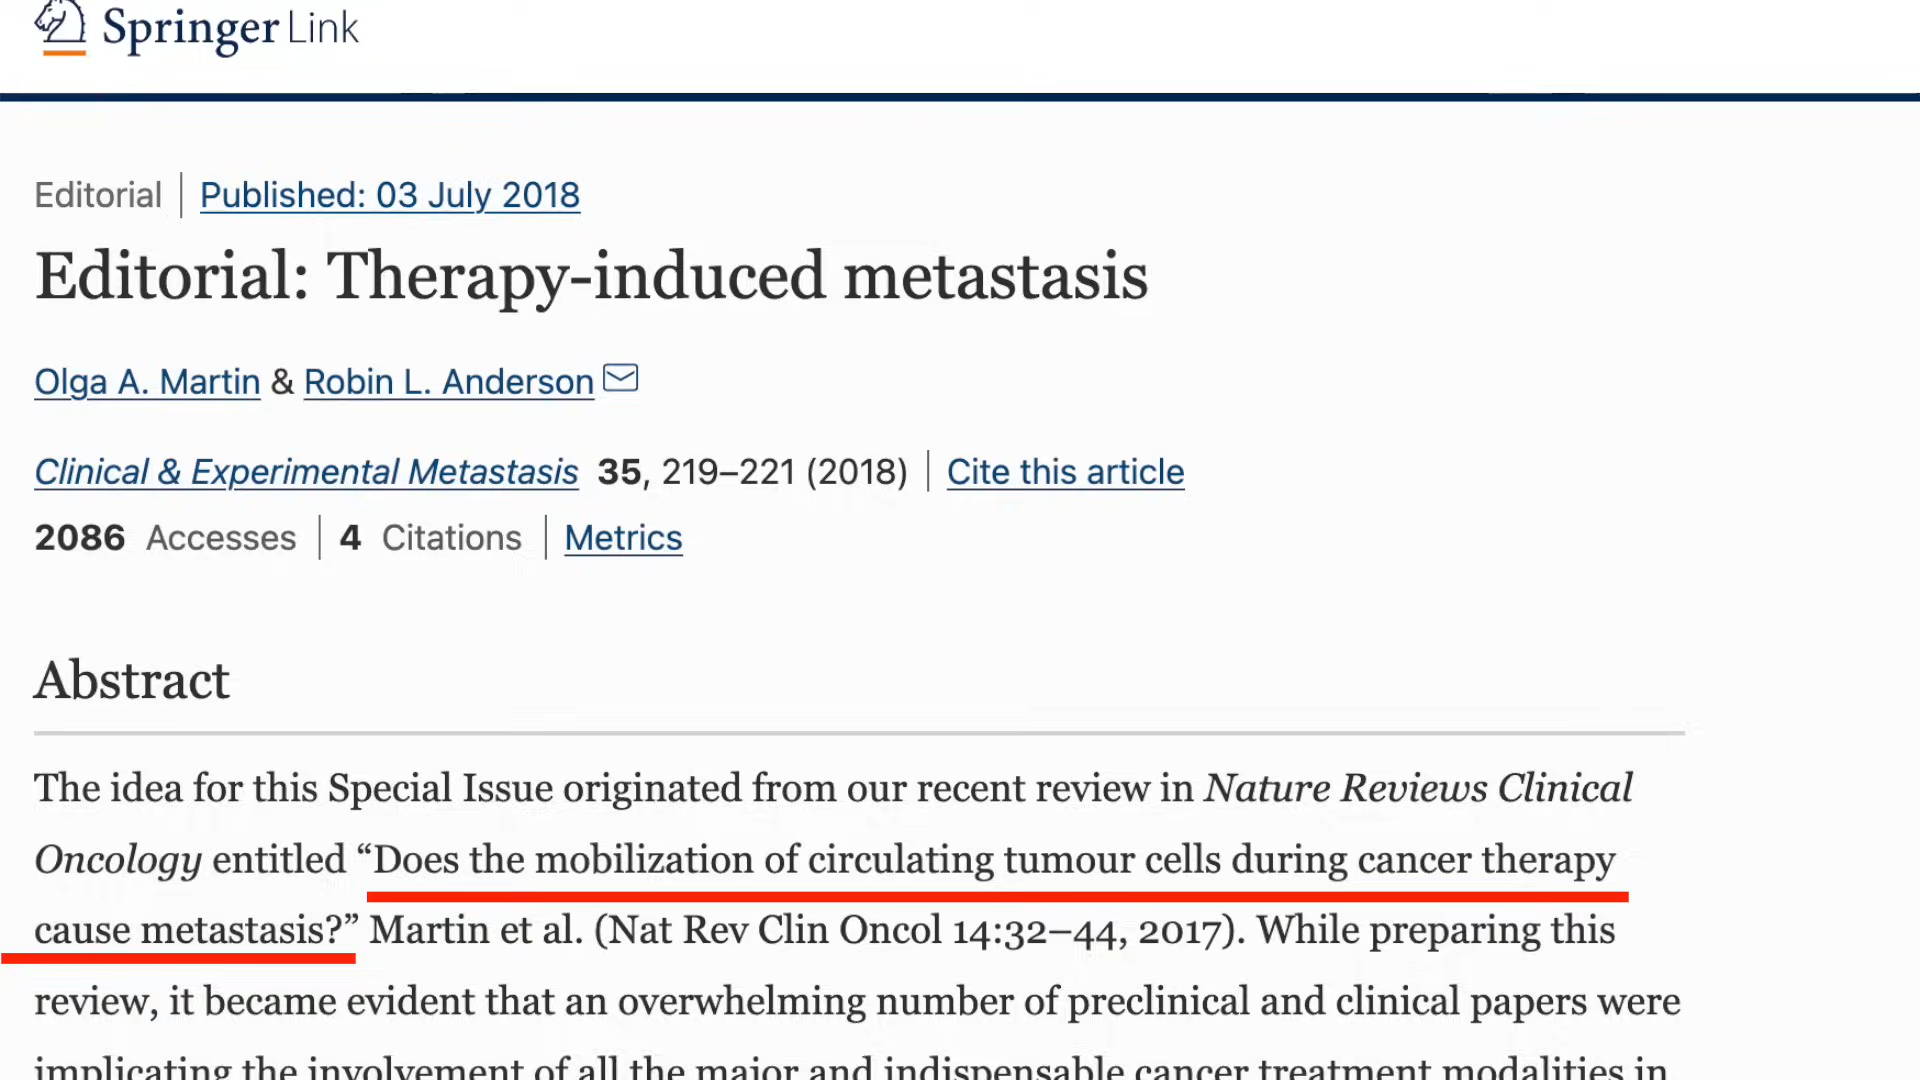 Springer Link
Editorial | Published: 03 July 2018
Editorial: Therapy-induced metastasis
Olga A. Martin & Robin L. Anderson
Clinical & Experimental Metastasis 35, 219–221 (2018) | Cite this article
2086 Accesses | 4 Citations | Metrics
Abstract
The idea for this Special Issue originated from our recent review in Nature Reviews Clinical
Oncology entitled “Does the mobilization of circulating tumour cells during cancer therapy
cause metastasis?” Martin et al. (Nat Rev Clin Oncol 14:32–44, 2017). While preparing this
review, it became evident that an overwhelming number of preclinical and clinical papers were
implicating the involvement of all the major and indispensable cancer treatment modalities in